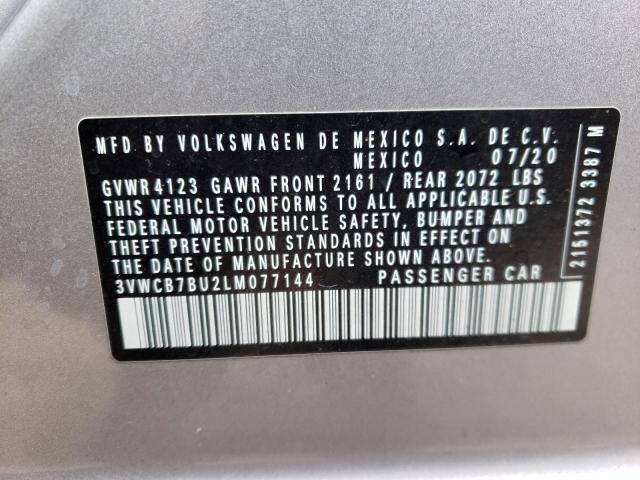 MFD BY VOLKSWAGEN DE MEXICO S.A. DE C.V.
MEXICO 07/20
GVWR 4123 GAWR FRONT 2161 / REAR 2072 LBS
THIS VEHICLE CONFORMS TO ALL APPLICABLE U.S.
FEDERAL MOTOR VEHICLE SAFETY, BUMPER AND
THEFT PREVENTION STANDARDS IN EFFECT ON
THE DATE OF MANUFACTURE SHOWN ABOVE.
3VWCB7BU2LM077144 PASSENGER CAR
2151372 3387 M